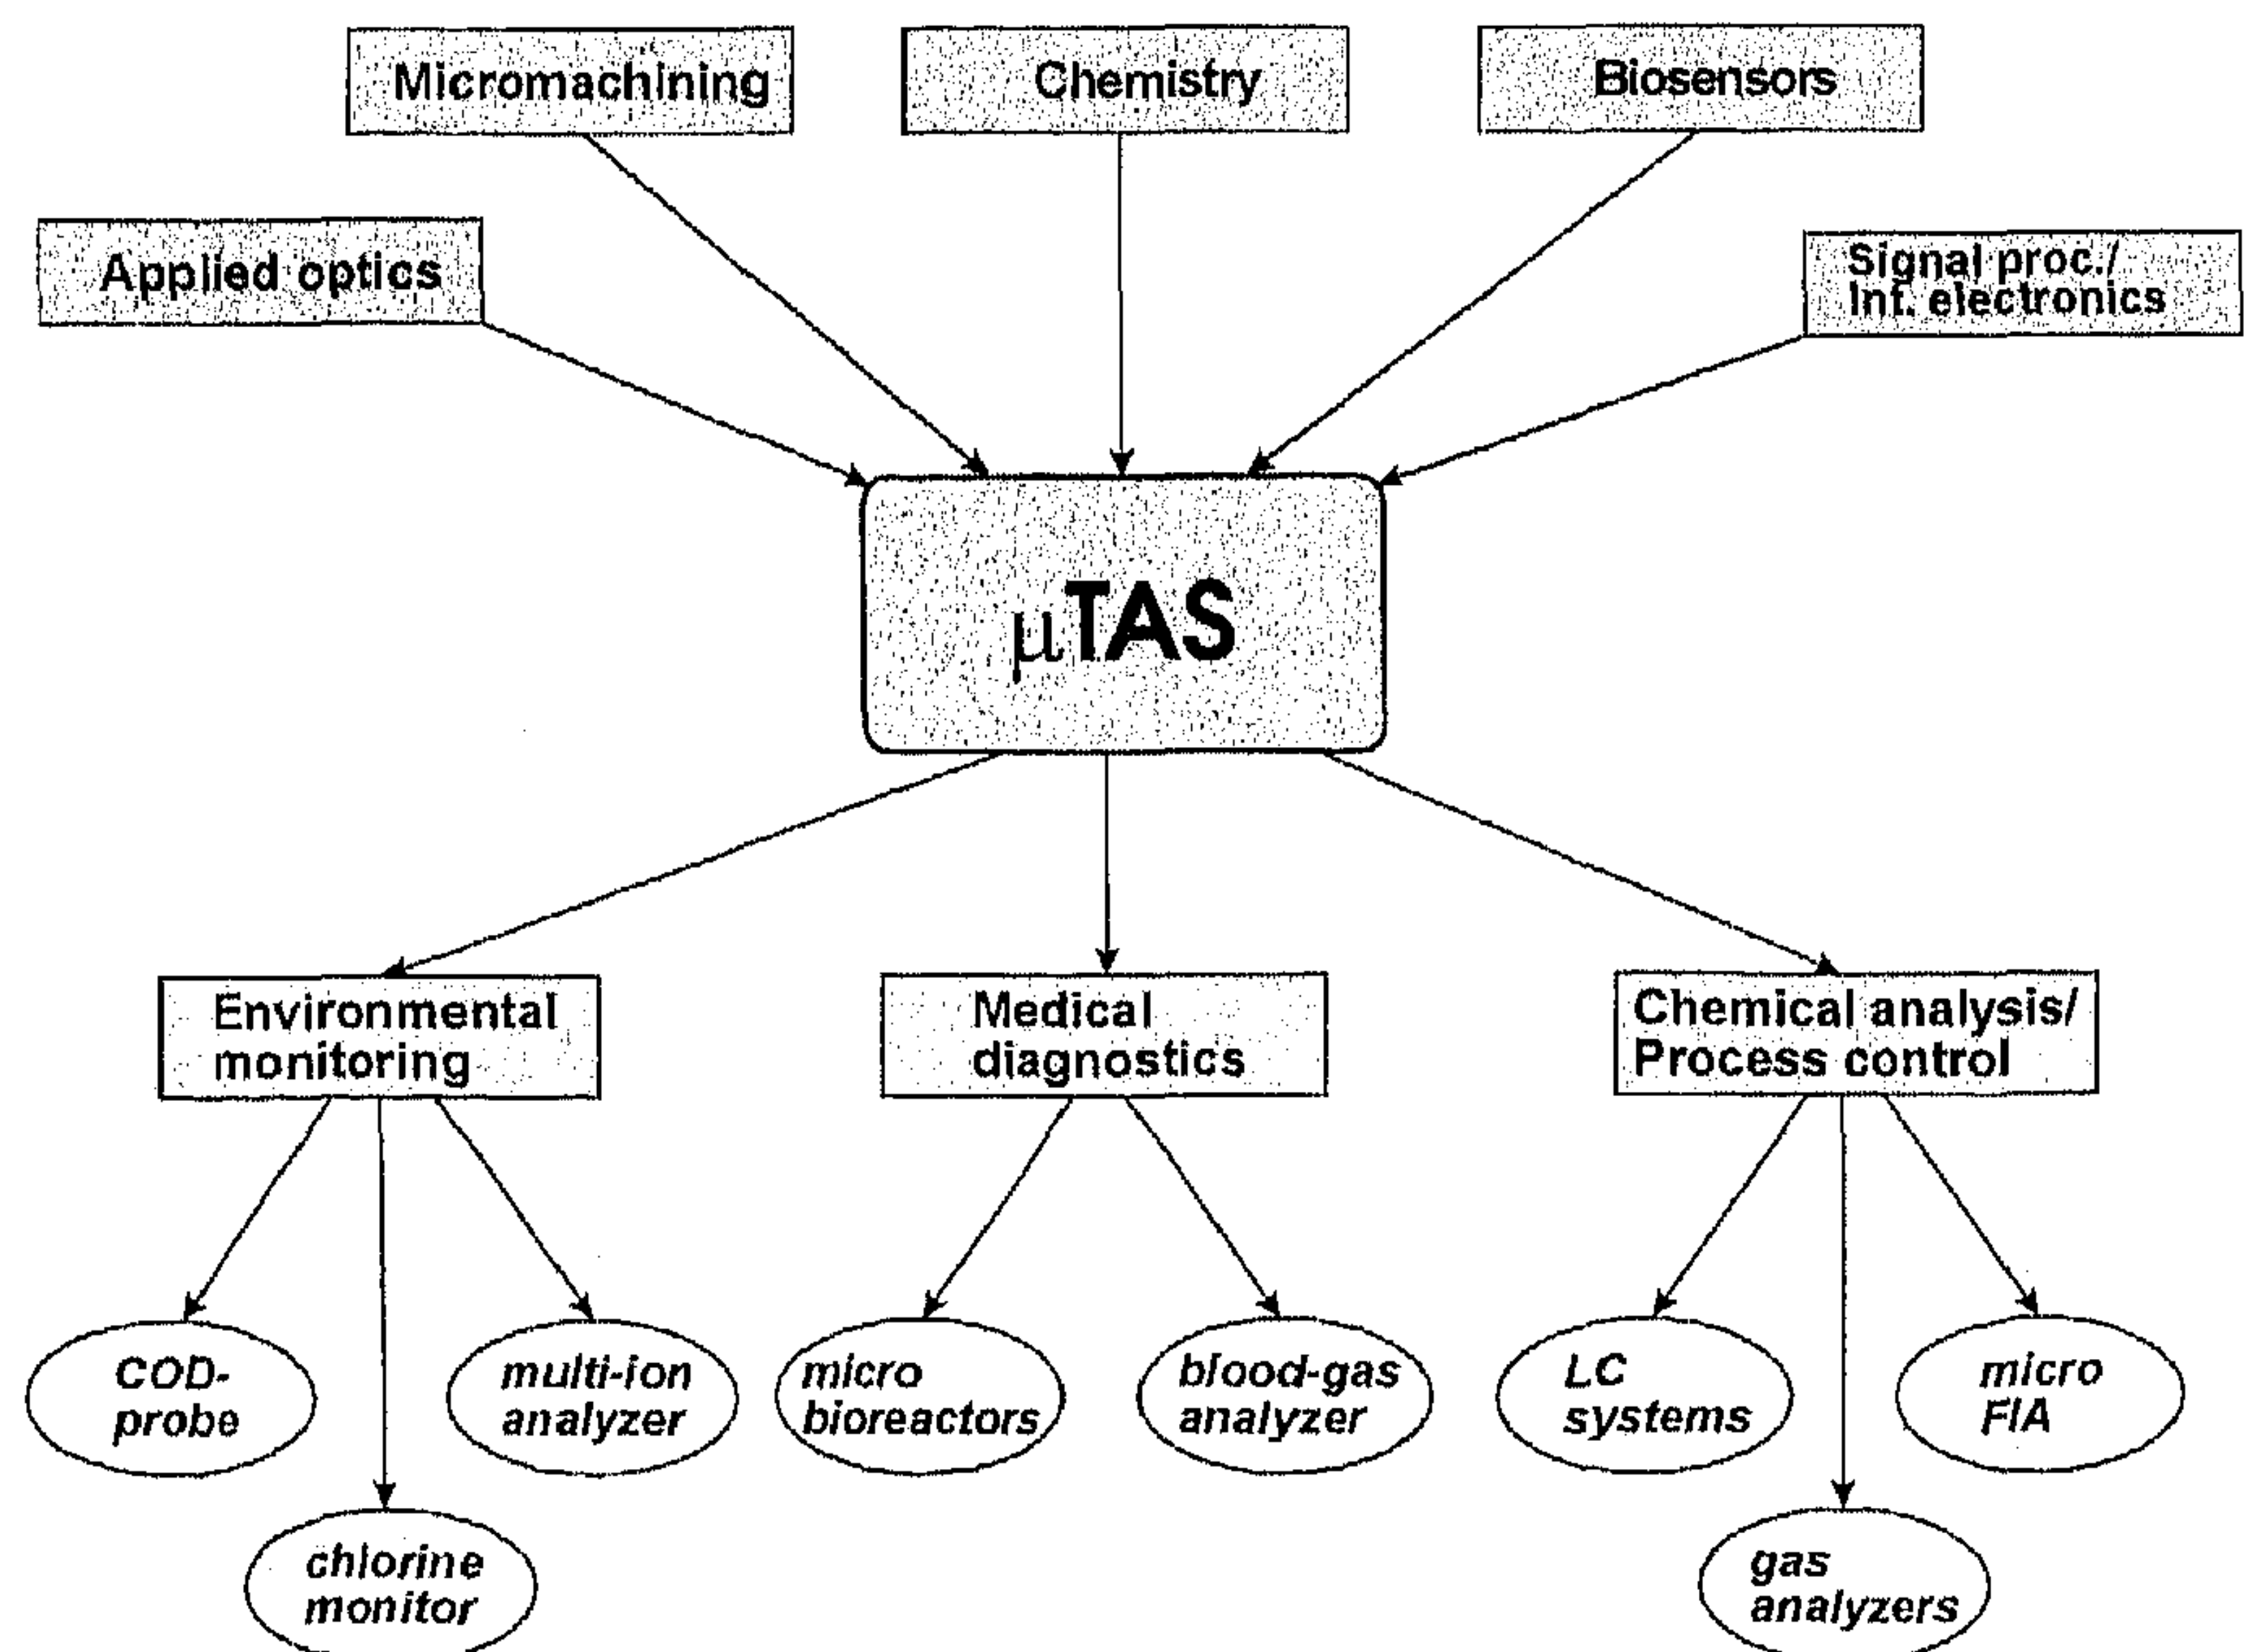 Micromachining
Chemistry
Biosensors
Applied optics
Signal proc./
Int. electronics
μTAS
Environmental
monitoring
Medical
diagnostics
Chemical analysis/
Process control
COD-
probe
multi-ion
analyzer
micro
bioreactors
blood-gas
analyzer
LC
systems
micro
FIA
chlorine
monitor
gas
analyzers